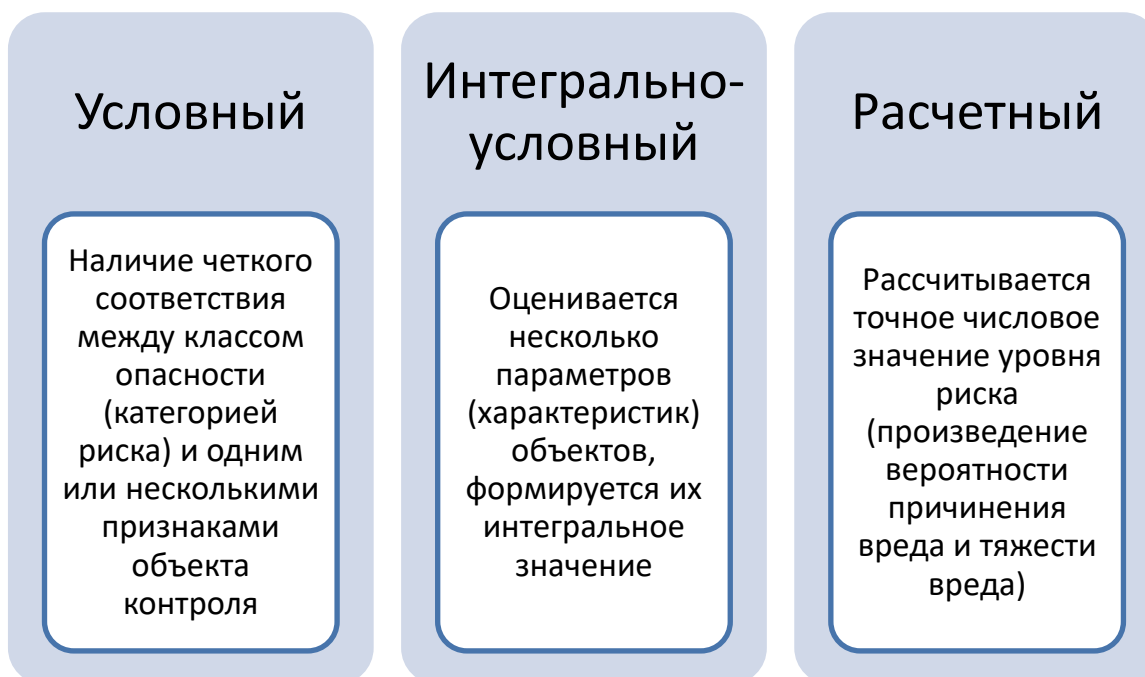 Условный
Наличие четкого
соответствия
между классом
опасности
(категорией
риска) и одним
или несколькими
признаками
объекта
контроля
Интегрально-
условный
Оценивается
несколько
параметров
(характеристик)
объектов,
формируется их
интегральное
значение
Расчетный
Рассчитывается
точное числовое
значение уровня
риска
(произведение
вероятности
причинения
вреда и тяжести
вреда)